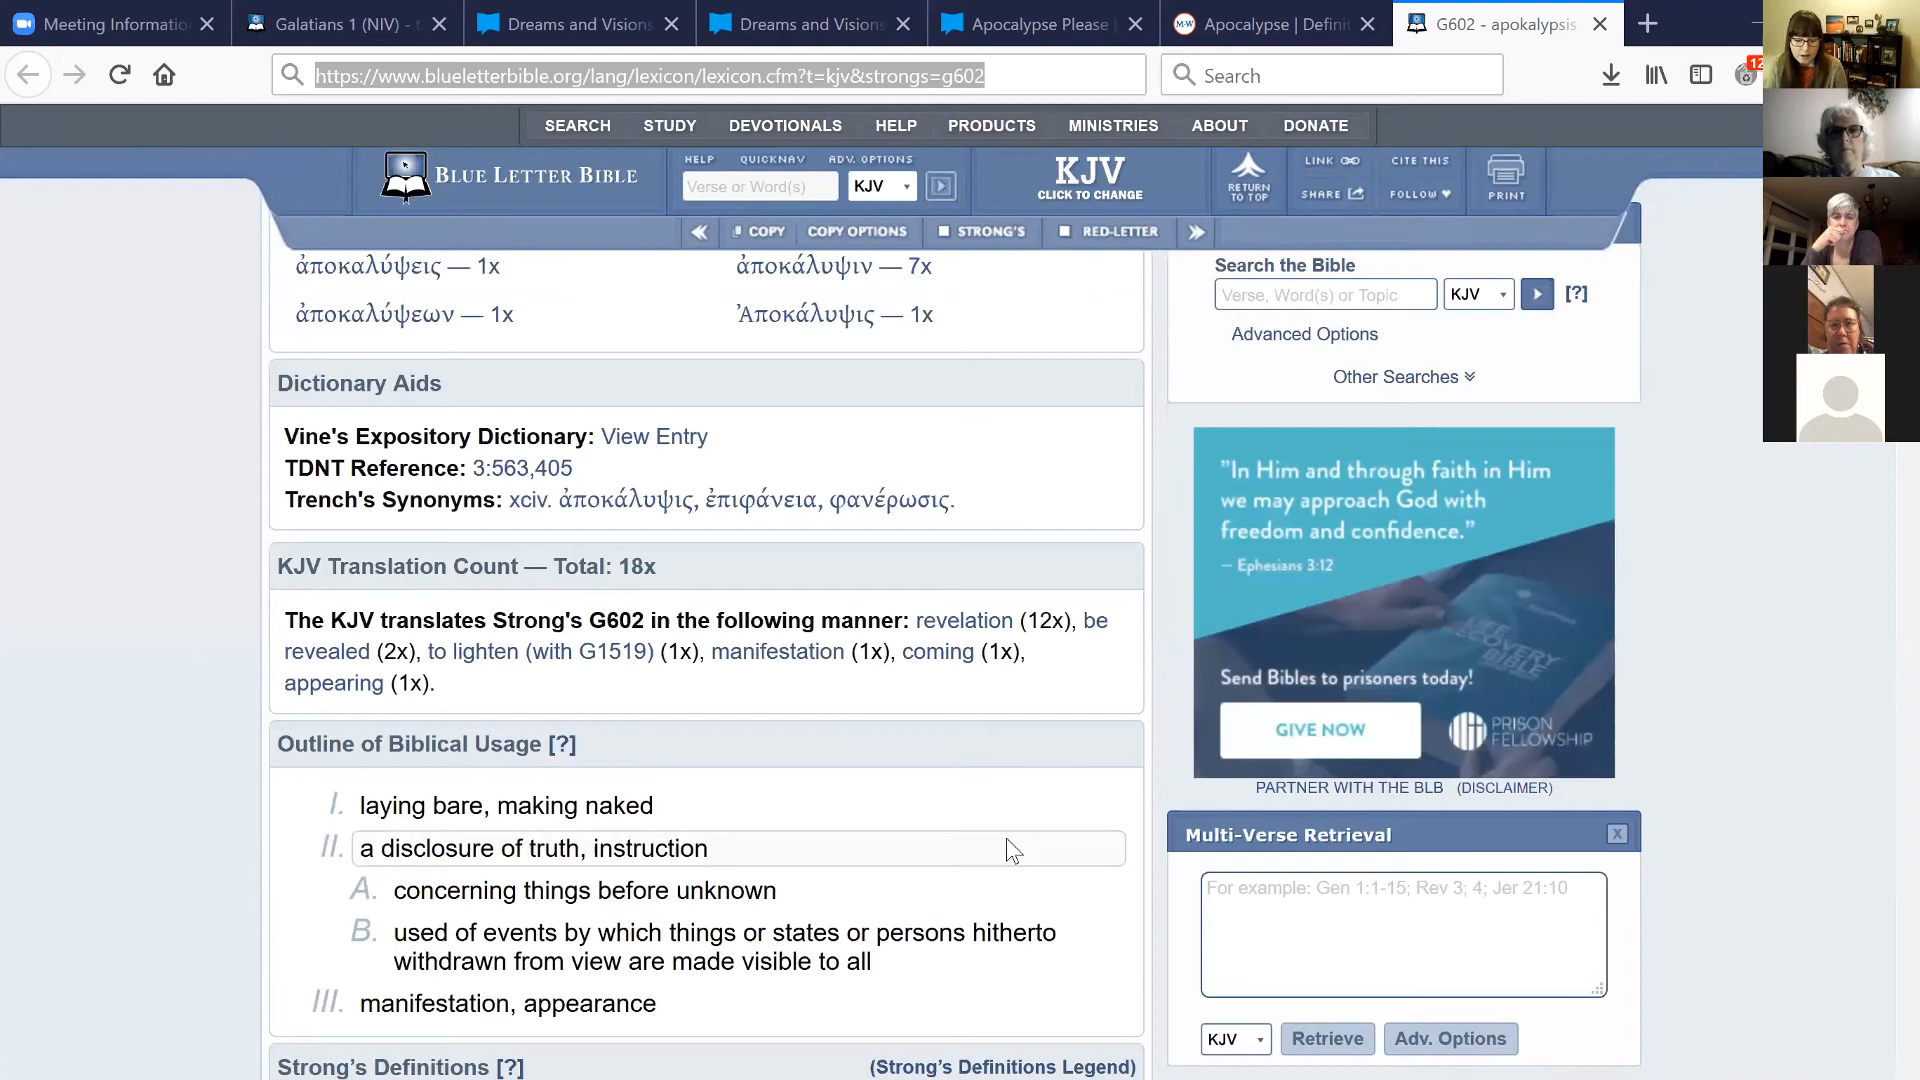 Meeting Informatio
Galatians 1 (NIV) -
Dreams and Visions
Dreams and Visions
Apocalypse Please
Apocalypse | Defini
G602 - apokalypsis
https://www.blueletterbible.org/lang/lexicon/lexicon.cfm?t=kjv&strongs=g602
Search
12
SEARCH STUDY DEVOTIONALS HELP PRODUCTS MINISTRIES ABOUT DONATE
BLUE LETTER BIBLE
HELP QUICKNAV ADV. OPTIONS
Verse or Word(s) KJV
KJV
CLICK TO CHANGE
RETURN
TO TOP
LINK CITE THIS
SHARE FOLLOW
PRINT
COPY COPY OPTIONS STRONG'S RED-LETTER
ἀποκαλύψεις — 1x ἀποκάλυψιν — 7x
ἀποκαλύψεων — 1x Ἀποκάλυψις — 1x
Dictionary Aids
Vine's Expository Dictionary: View Entry
TDNT Reference: 3:563,405
Trench's Synonyms: xciv. ἀποκάλυψις, ἐπιφάνεια, φανέρωσις.
KJV Translation Count — Total: 18x
The KJV translates Strong's G602 in the following manner: revelation (12x), be
revealed (2x), to lighten (with G1519) (1x), manifestation (1x), coming (1x),
appearing (1x).
Outline of Biblical Usage [?]
I. laying bare, making naked
II. a disclosure of truth, instruction
A. concerning things before unknown
B. used of events by which things or states or persons hitherto
withdrawn from view are made visible to all
III. manifestation, appearance
Strong's Definitions [?] (Strong's Definitions Legend)
Search the Bible
Verse, Word(s) or Topic KJV [?]
Advanced Options
Other Searches
"In Him and through faith in Him
we may approach God with
freedom and confidence."
— Ephesians 3:12
Send Bibles to prisoners today!
GIVE NOW
PRISON
FELLOWSHIP
PARTNER WITH THE BLB (DISCLAIMER)
Multi-Verse Retrieval X
For example: Gen 1:1-15; Rev 3; 4; Jer 21:10
KJV Retrieve Adv. Options